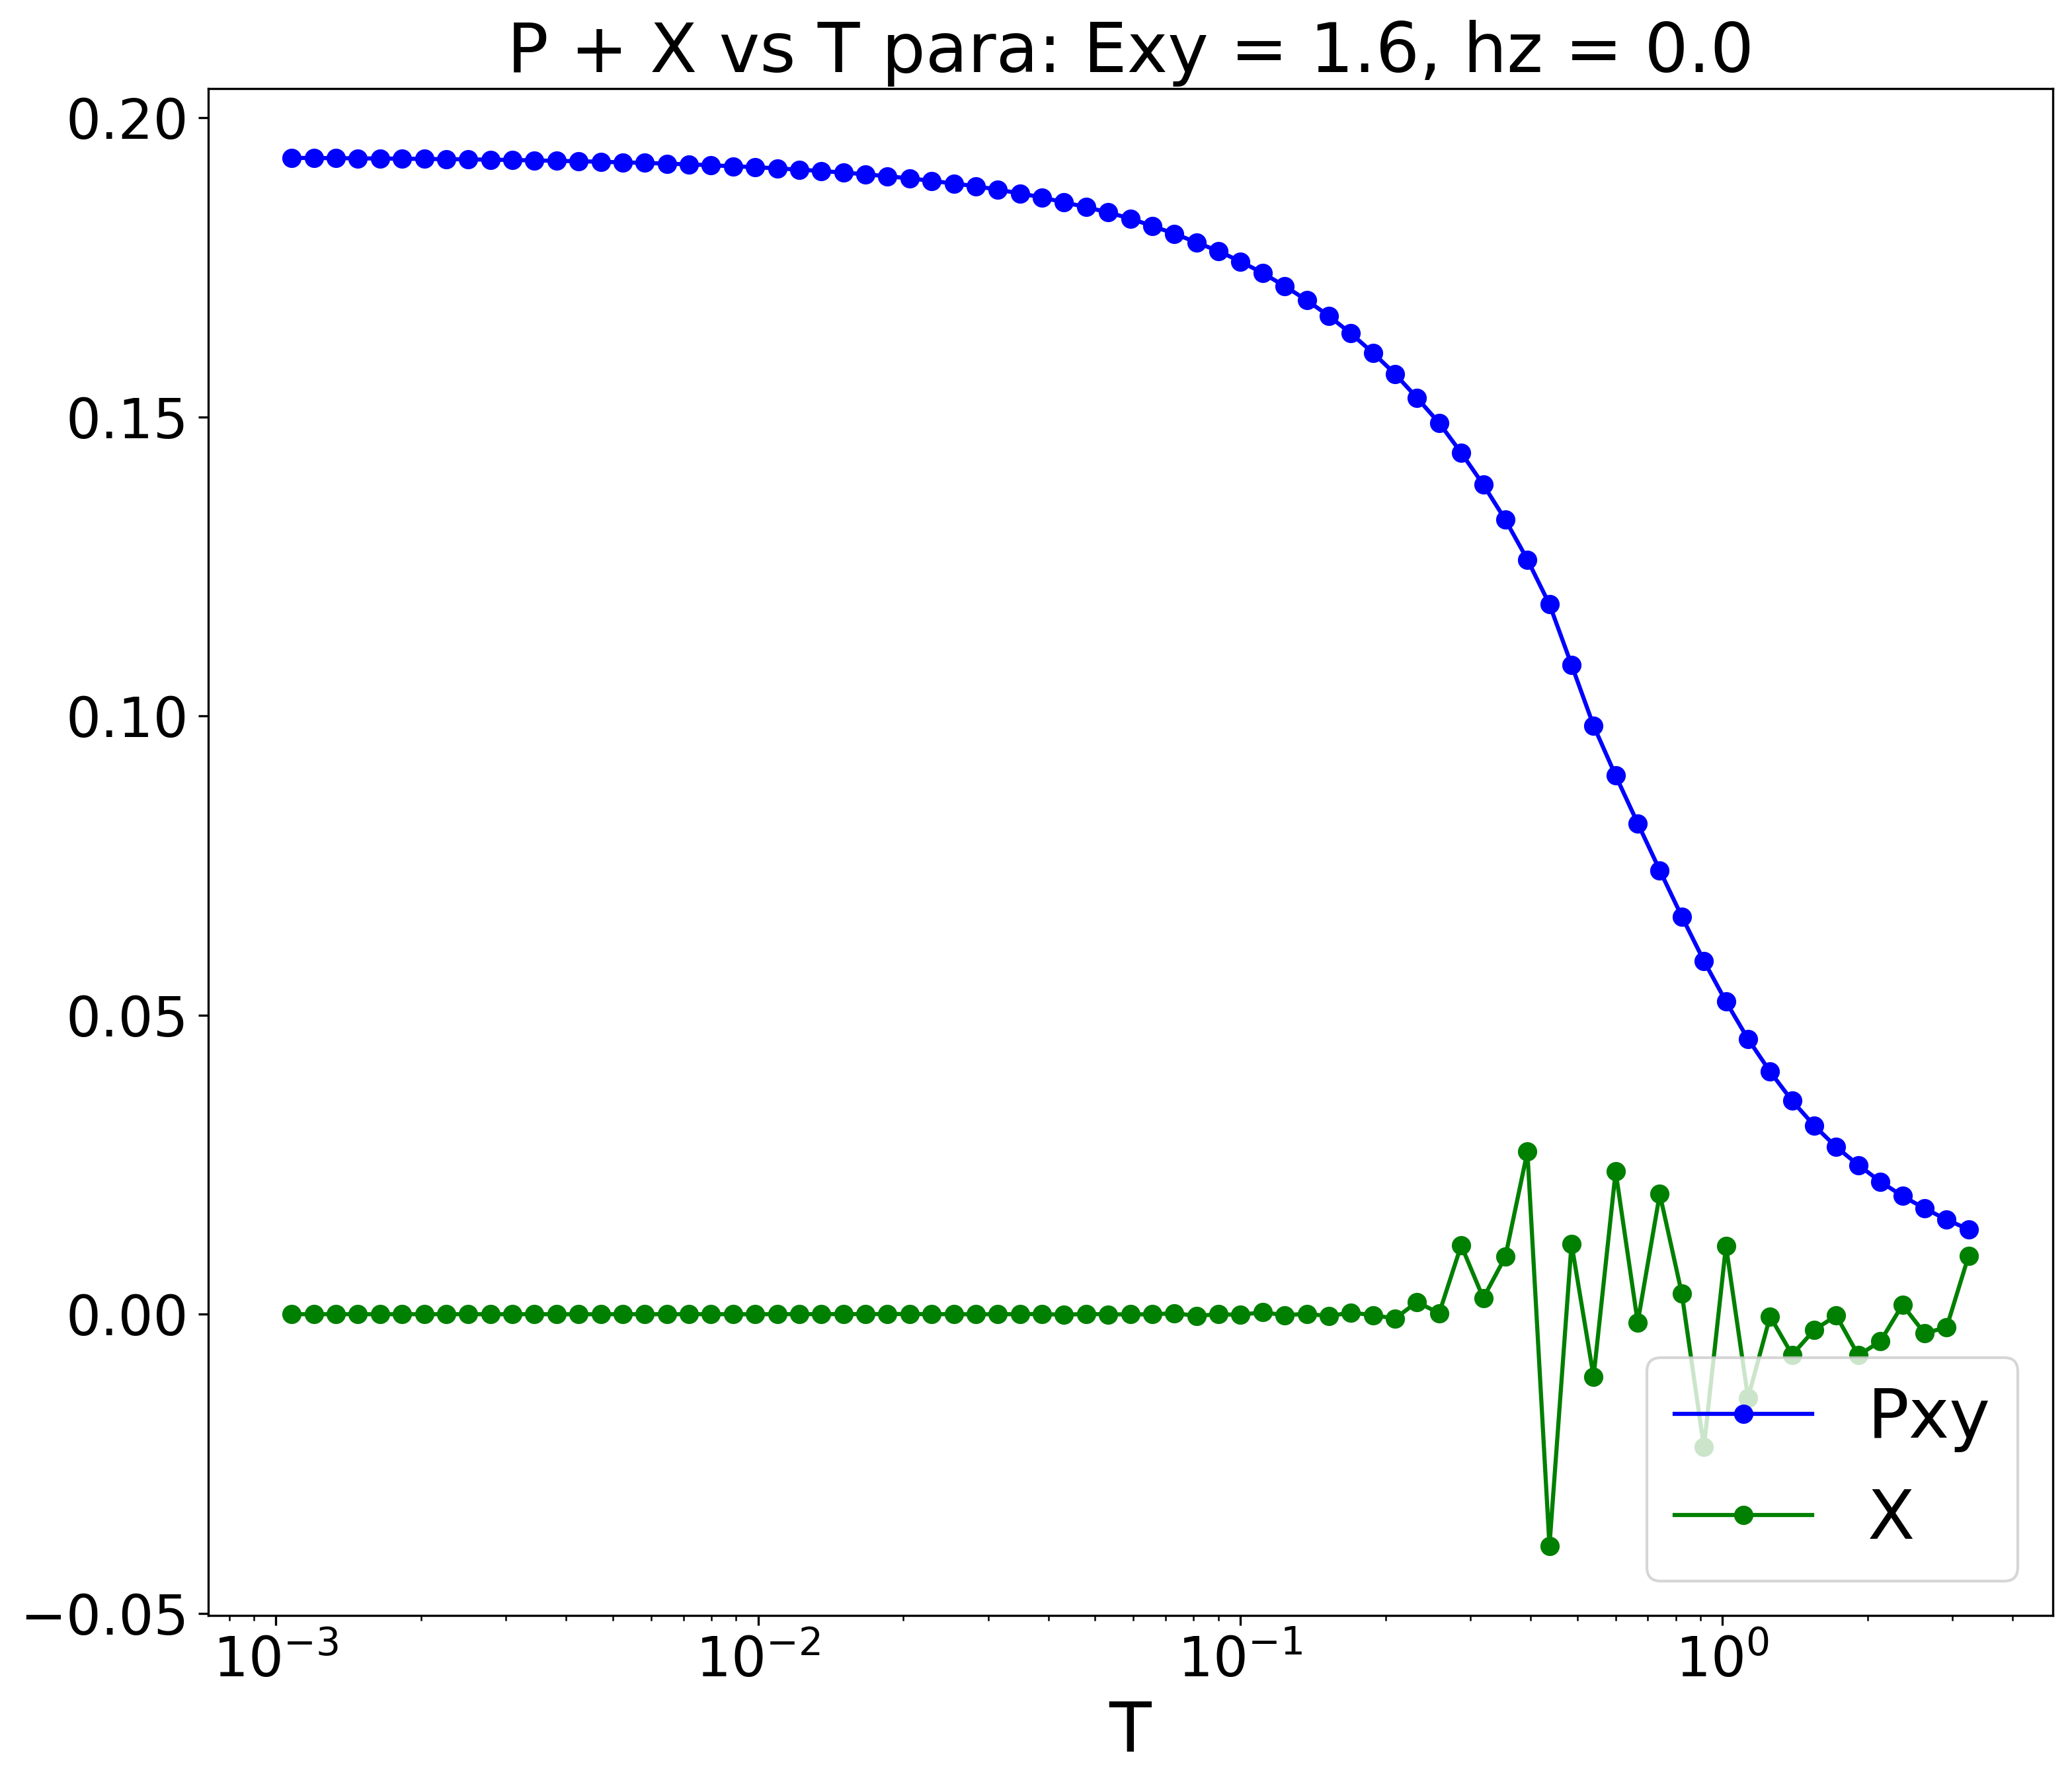 P + X vs T para: Exy = 1.6, hz = 0.0
0.20
0.15
0.10
0.05
0.00
−0.05
10⁻³ 10⁻² 10⁻¹ 10⁰
T
Pxy
X